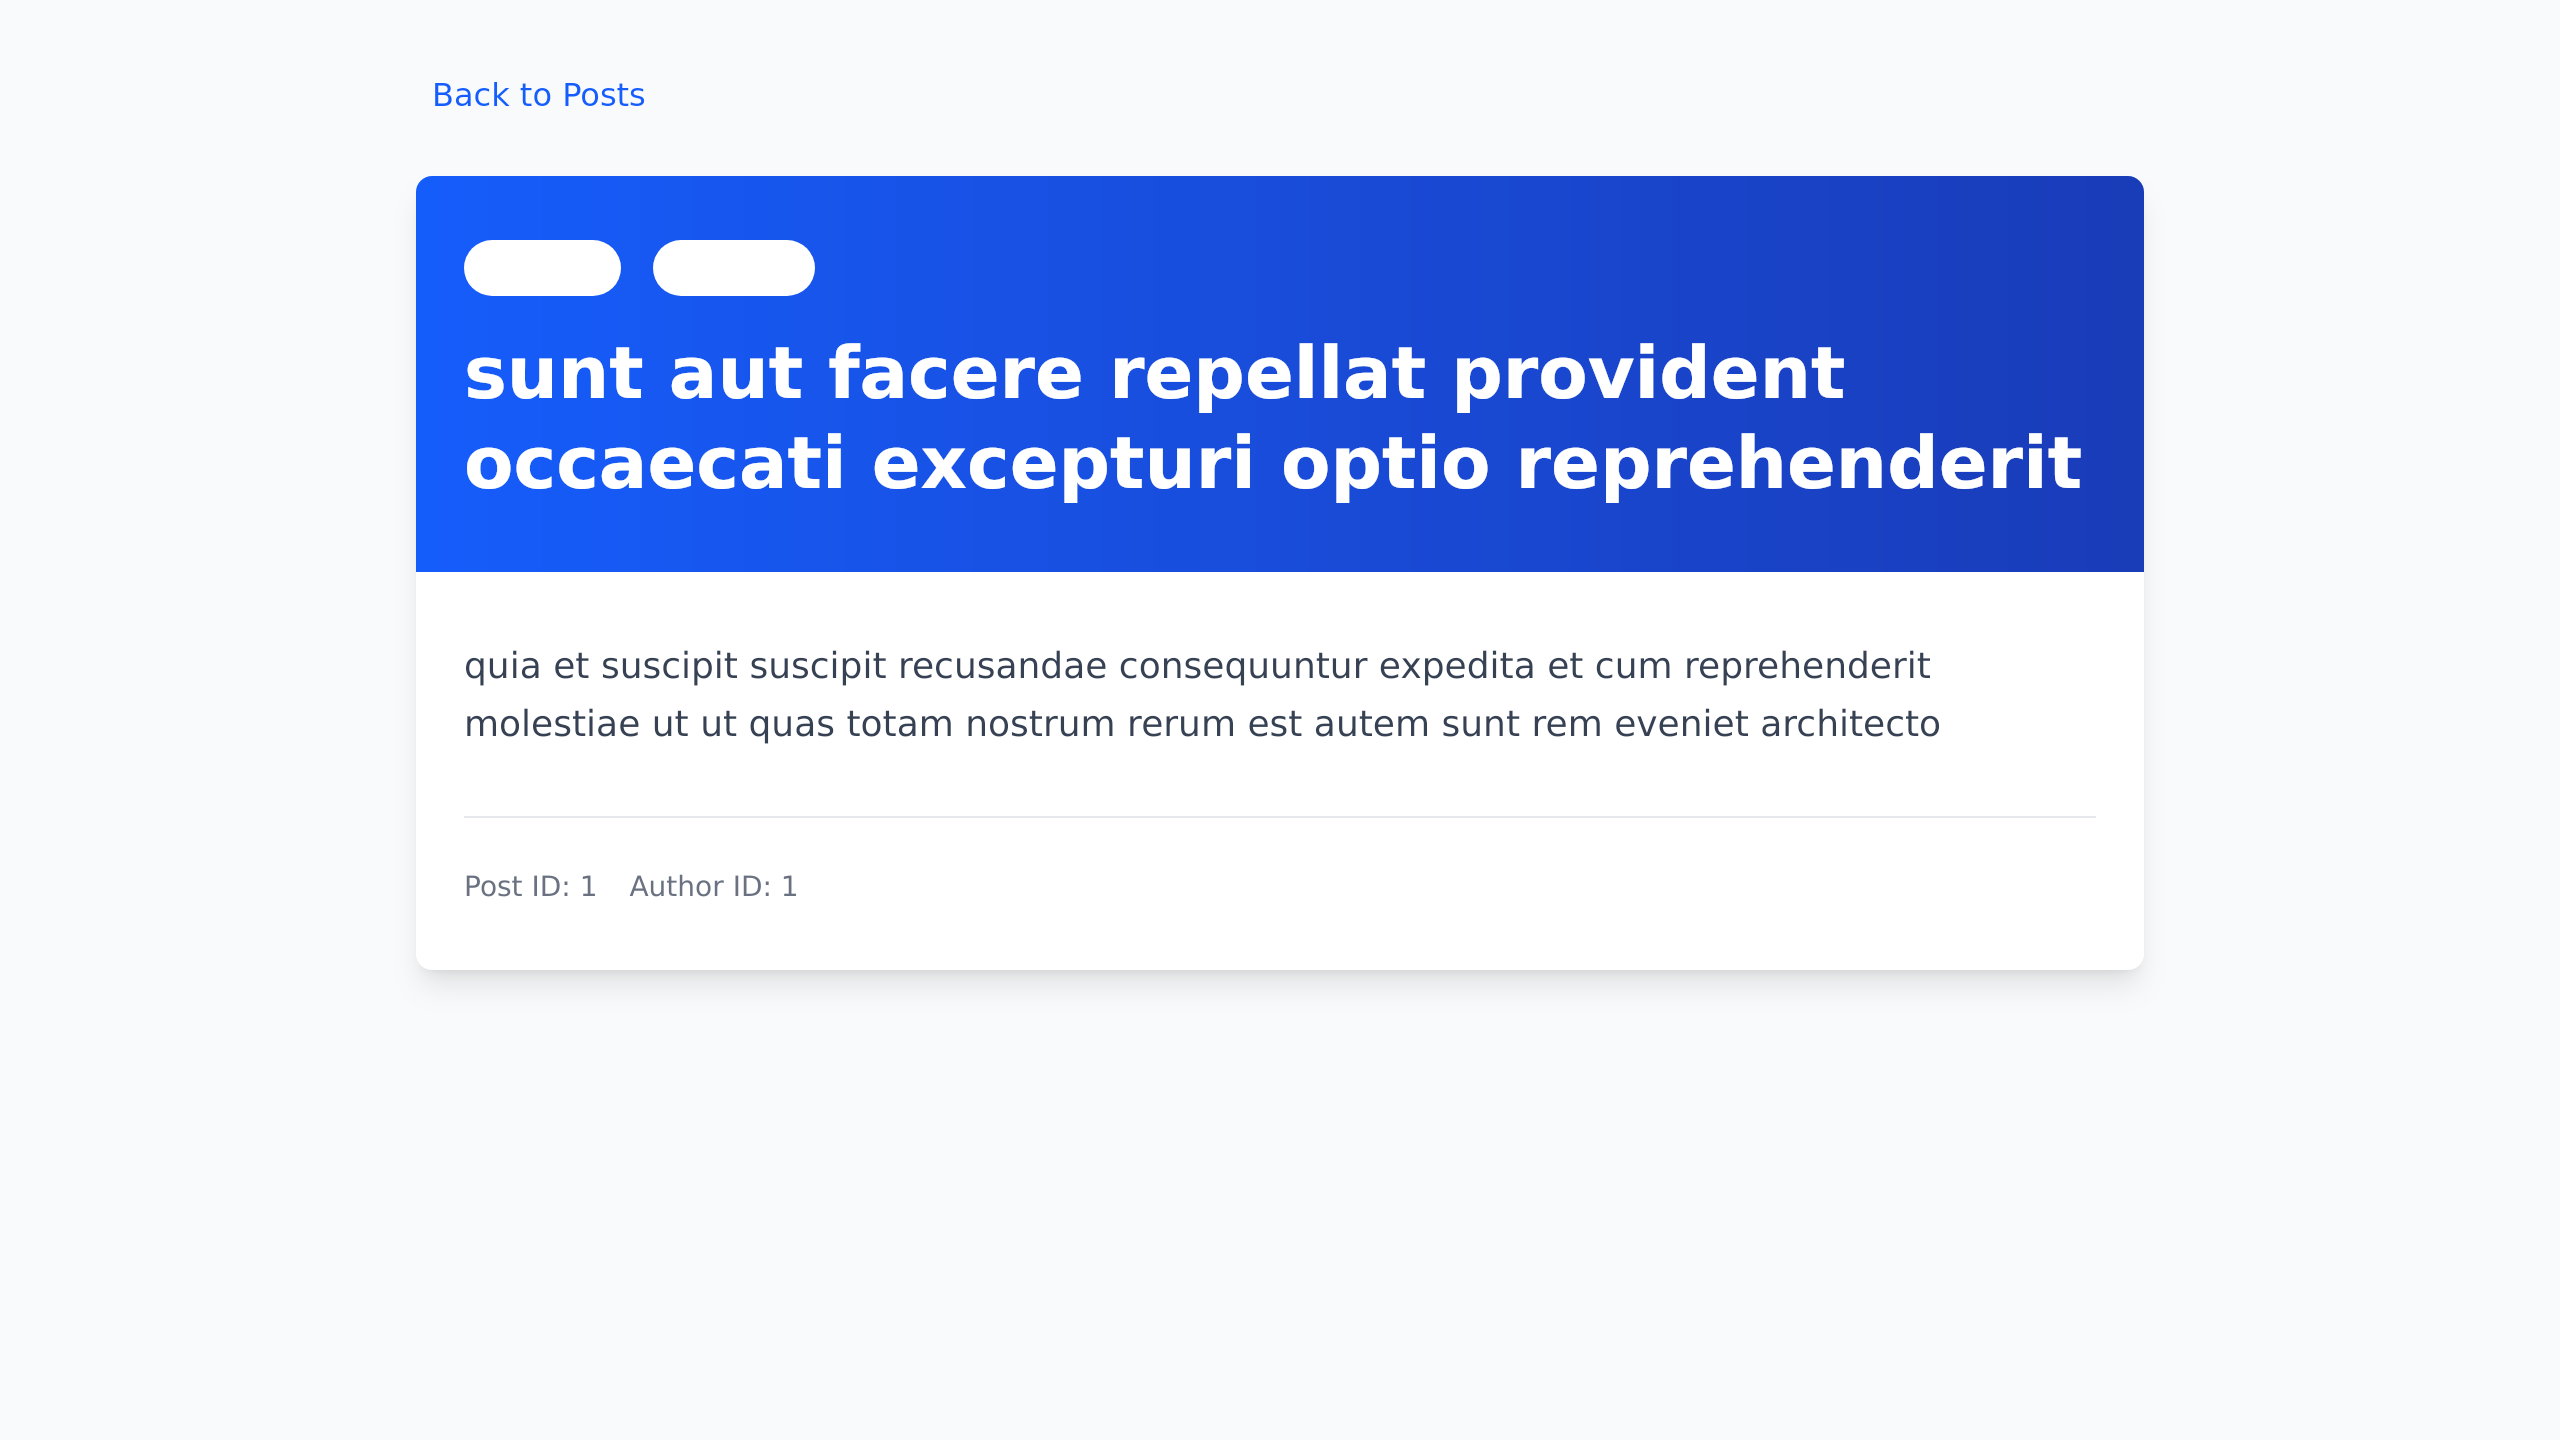 Back to Posts
sunt aut facere repellat provident
occaecati excepturi optio reprehenderit
quia et suscipit suscipit recusandae consequuntur expedita et cum reprehenderit
molestiae ut ut quas totam nostrum rerum est autem sunt rem eveniet architecto
Post ID: 1 Author ID: 1